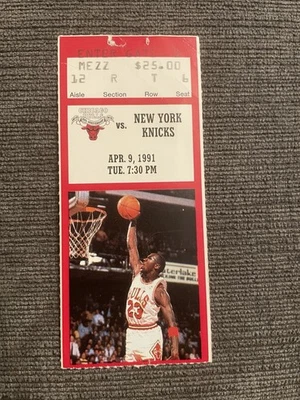 MEZZ $25.00
12 R T 6
Aisle Section Row Seat
CHICAGO
BULLS
vs. NEW YORK
KNICKS
APR. 9, 1991
TUE. 7:30 PM
BULLS
23